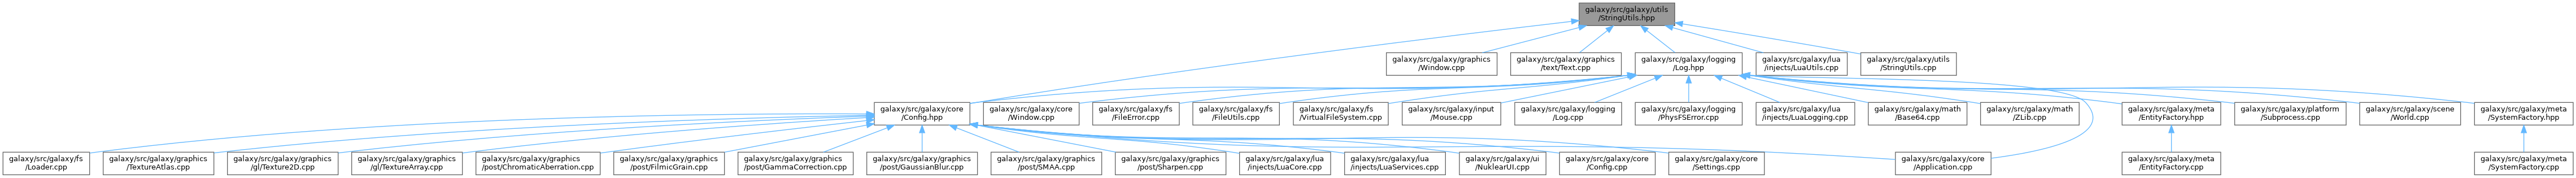 galaxy/src/galaxy/utils
/StringUtils.hpp
galaxy/src/galaxy/graphics
/Window.cpp
galaxy/src/galaxy/graphics
/text/Text.cpp
galaxy/src/galaxy/logging
/Log.hpp
galaxy/src/galaxy/lua
/injects/LuaUtils.cpp
galaxy/src/galaxy/utils
/StringUtils.cpp
galaxy/src/galaxy/core
/Config.hpp
galaxy/src/galaxy/core
/Window.cpp
galaxy/src/galaxy/fs
/FileError.cpp
galaxy/src/galaxy/fs
/FileUtils.cpp
galaxy/src/galaxy/fs
/VirtualFileSystem.cpp
galaxy/src/galaxy/input
/Mouse.cpp
galaxy/src/galaxy/logging
/Log.cpp
galaxy/src/galaxy/logging
/PhysFSError.cpp
galaxy/src/galaxy/lua
/injects/LuaLogging.cpp
galaxy/src/galaxy/math
/Base64.cpp
galaxy/src/galaxy/math
/ZLib.cpp
galaxy/src/galaxy/meta
/EntityFactory.hpp
galaxy/src/galaxy/platform
/Subprocess.cpp
galaxy/src/galaxy/scene
/World.cpp
galaxy/src/galaxy/meta
/SystemFactory.hpp
galaxy/src/galaxy/fs
/Loader.cpp
galaxy/src/galaxy/graphics
/TextureAtlas.cpp
galaxy/src/galaxy/graphics
/gl/Texture2D.cpp
galaxy/src/galaxy/graphics
/gl/TextureArray.cpp
galaxy/src/galaxy/graphics
/post/ChromaticAberration.cpp
galaxy/src/galaxy/graphics
/post/FilmicGrain.cpp
galaxy/src/galaxy/graphics
/post/GammaCorrection.cpp
galaxy/src/galaxy/graphics
/post/GaussianBlur.cpp
galaxy/src/galaxy/graphics
/post/SMAA.cpp
galaxy/src/galaxy/graphics
/post/Sharpen.cpp
galaxy/src/galaxy/lua
/injects/LuaCore.cpp
galaxy/src/galaxy/lua
/injects/LuaServices.cpp
galaxy/src/galaxy/ui
/NuklearUI.cpp
galaxy/src/galaxy/core
/Config.cpp
galaxy/src/galaxy/core
/Settings.cpp
galaxy/src/galaxy/core
/Application.cpp
galaxy/src/galaxy/meta
/EntityFactory.cpp
galaxy/src/galaxy/meta
/SystemFactory.cpp